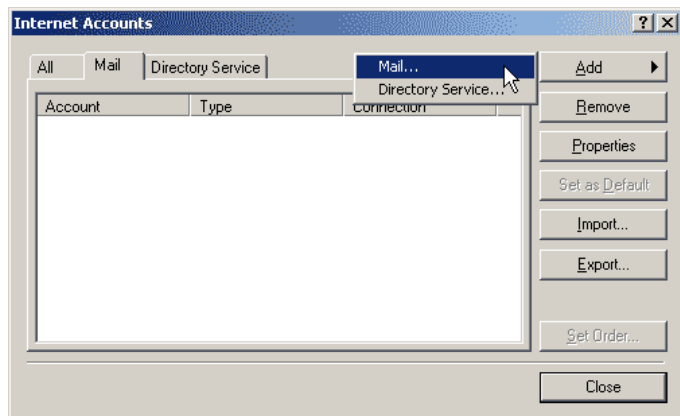 Internet Accounts
All Mail Directory Service
Mail...
Directory Service...
Account Type Connection
Add
Remove
Properties
Set as Default
Import...
Export...
Set Order...
Close